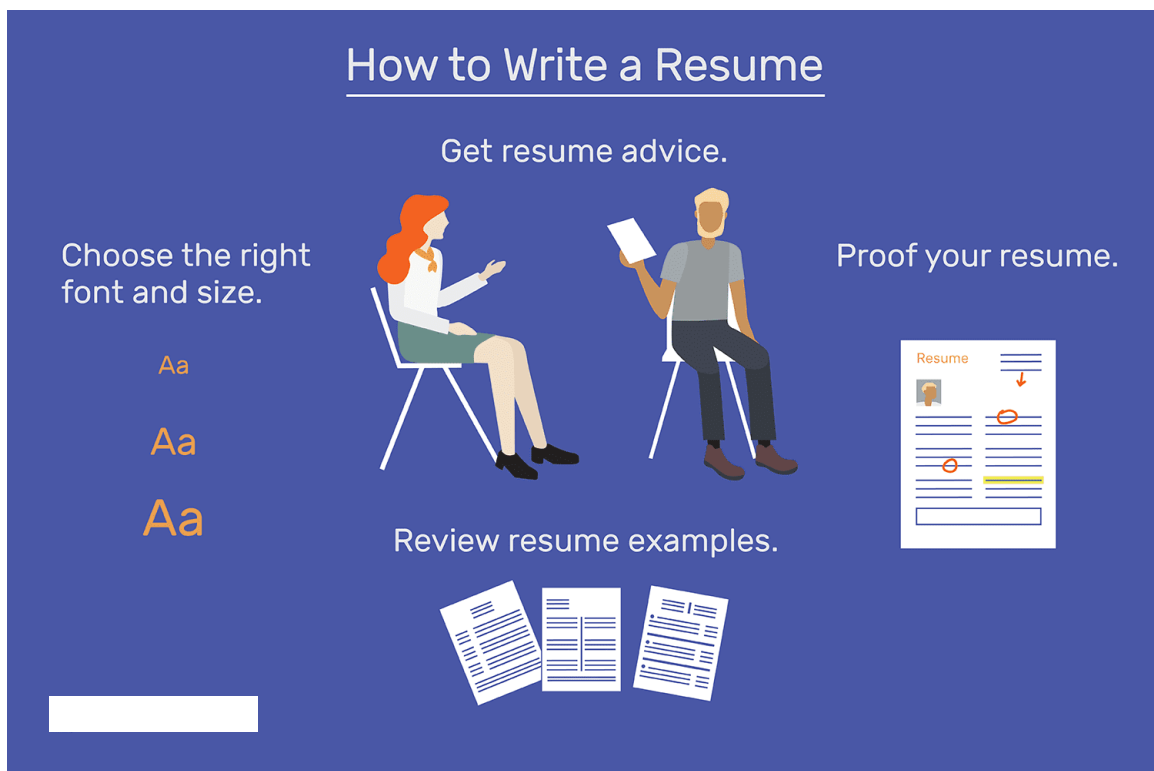 How to Write a Resume
Get resume advice.
Choose the right
font and size.
Aa
Aa
Aa
Proof your resume.
Resume
Review resume examples.